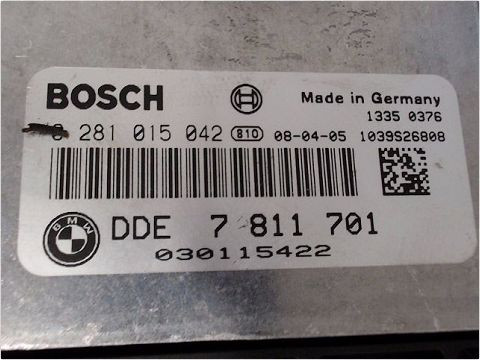 BOSCH
Made in Germany
1335 0376
281 015 042 810 08-04-05 1039S26808
BMW
DDE 7 811 701
030115422